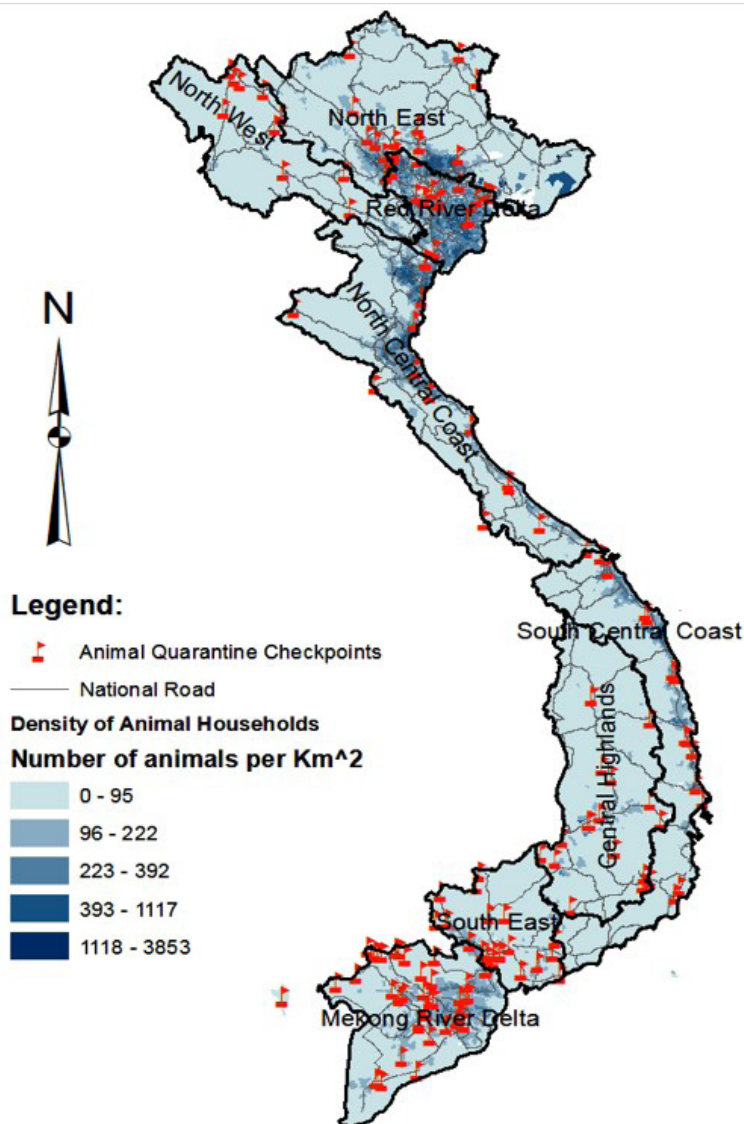 North West
North East
Red River Delta
North Central Coast
N
Legend:
Animal Quarantine Checkpoints
National Road
Density of Animal Households
Number of animals per Km^2
0 - 95
96 - 222
223 - 392
393 - 1117
1118 - 3853
South Central Coast
Central Highlands
South East
Mekong River Delta